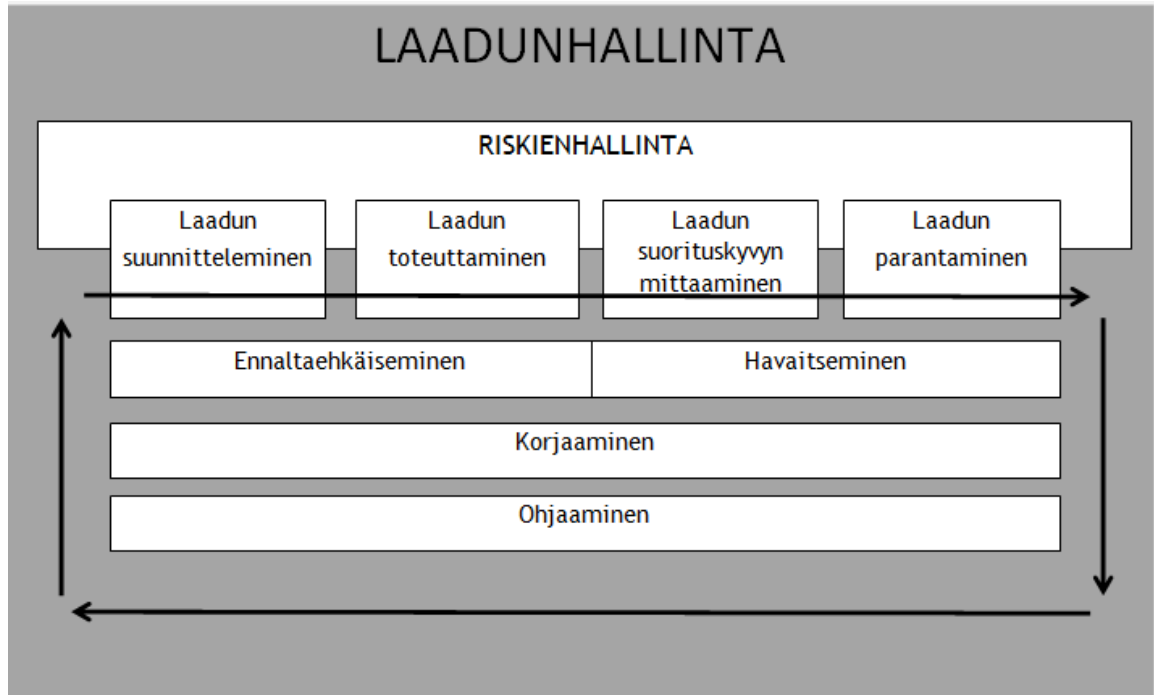 LAADUNHALLINTA
RISKIENHALLINTA
Laadun
suunnitteleminen
Laadun
toteuttaminen
Laadun
suorituskyvyn
mittaaminen
Laadun
parantaminen
Ennaltaehkäiseminen
Havaitseminen
Korjaaminen
Ohjaaminen